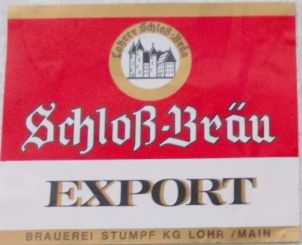 Lohrer Schloß-Bräu
Schloß-Bräu
EXPORT
BRAUEREI STUMPF KG LOHR /MAIN